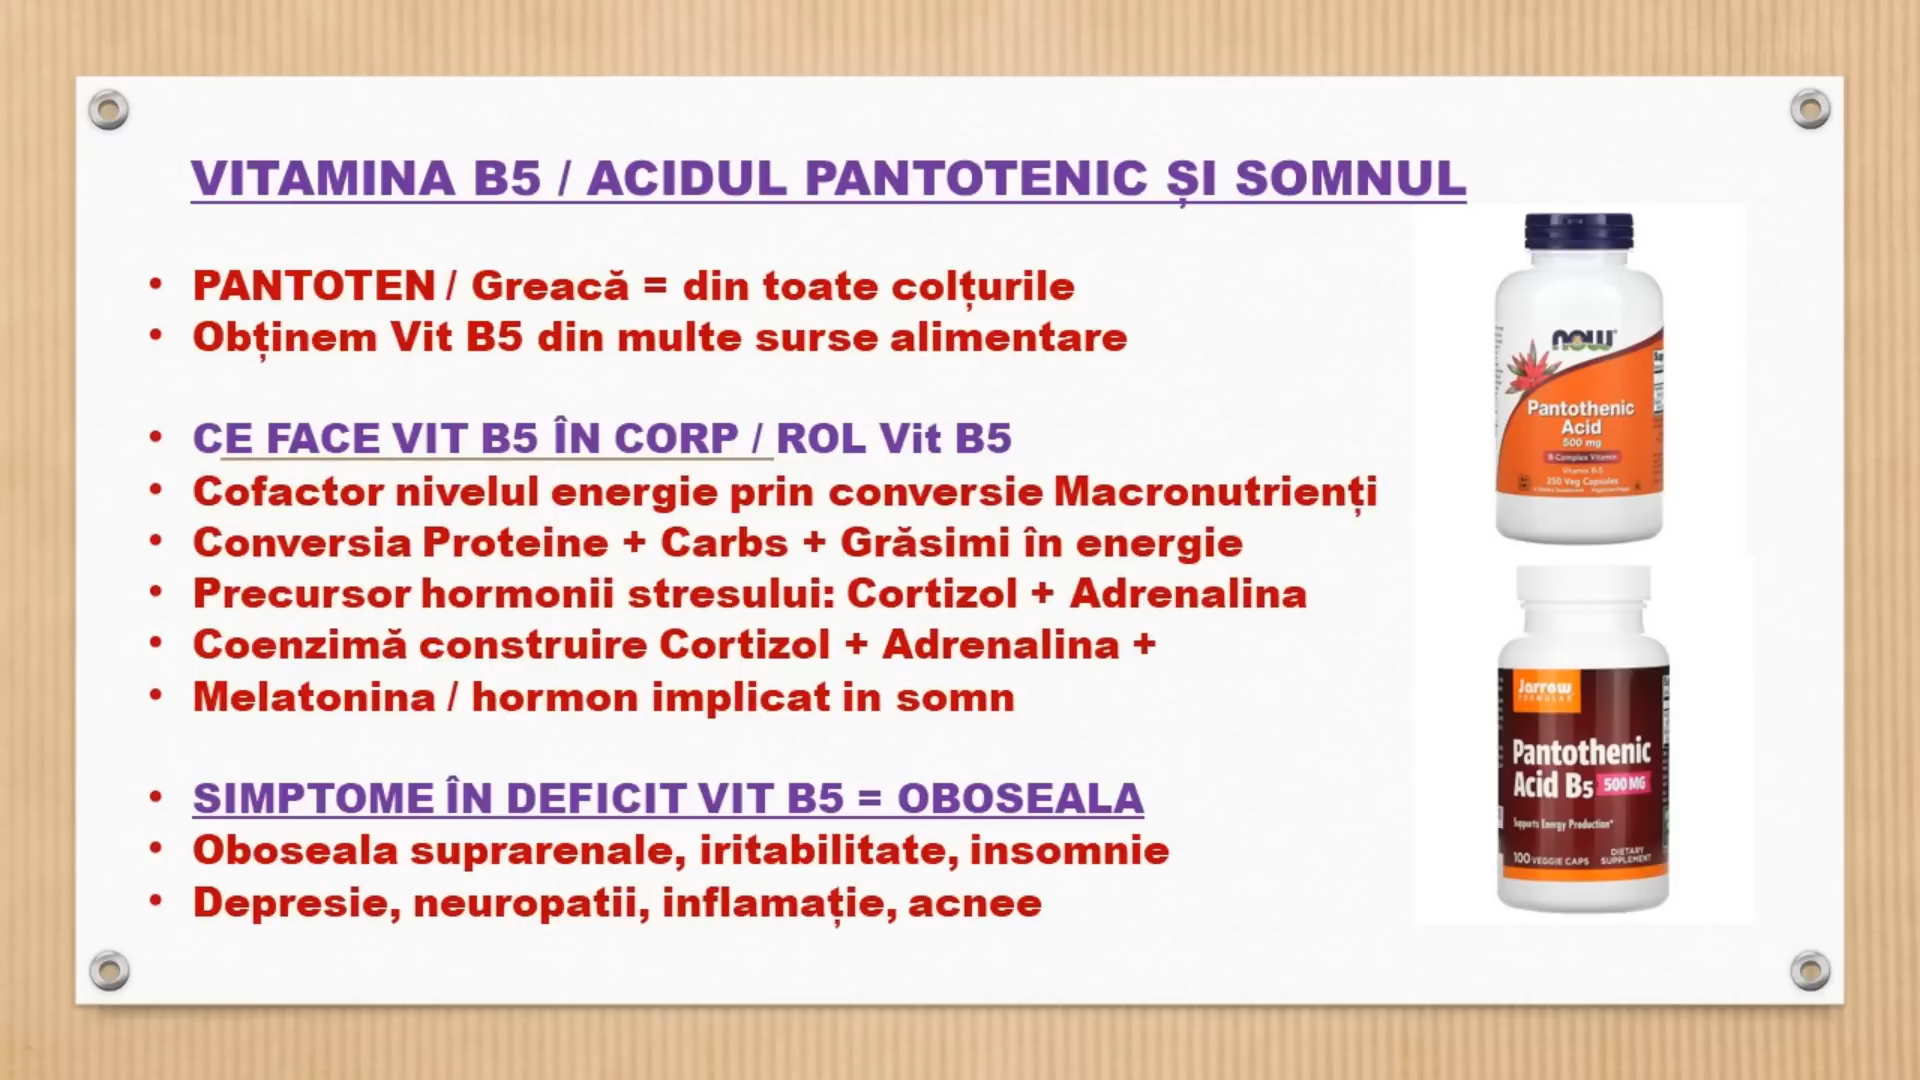 VITAMINA B5 / ACIDUL PANTOTENIC ȘI SOMNUL
• PANTOTEN / Greacă = din toate colțurile
• Obținem Vit B5 din multe surse alimentare
• CE FACE VIT B5 ÎN CORP / ROL Vit B5
• Cofactor nivelul energie prin conversie Macronutrienți
• Conversia Proteine + Carbs + Grăsimi în energie
• Precursor hormonii stresului: Cortizol + Adrenalina
• Coenzimă construire Cortizol + Adrenalina +
• Melatonina / hormon implicat in somn
• SIMPTOME ÎN DEFICIT VIT B5 = OBOSEALA
• Oboseala suprarenale, iritabilitate, insomnie
• Depresie, neuropatii, inflamație, acnee
now
Pantothenic
Acid
500 mg
B Complex Vitamin
Vitamin B-5
250 Veg Capsules
Jarrow
FORMULAS
Pantothenic
Acid B5 500 MG
Supports Energy Production*
100 VEGGIE CAPS
DIETARY
SUPPLEMENT